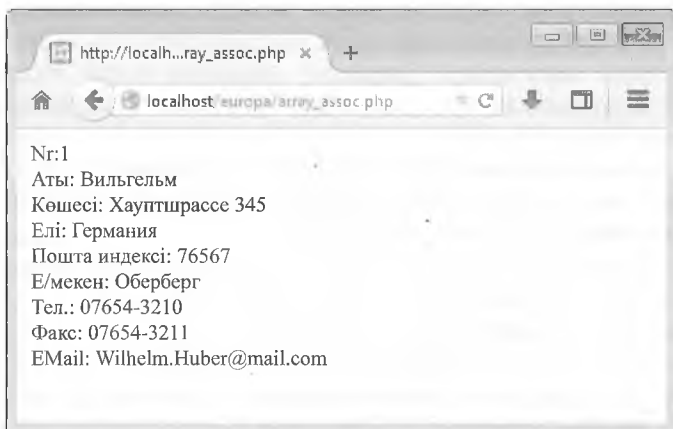 http://localh...ray_assoc.php
localhost/europa/array_assoc.php
Nr:1
Аты: Вильгельм
Көшесі: Хауптшрассе 345
Елі: Германия
Пошта индексі: 76567
Е/мекен: Оберберг
Тел.: 07654-3210
Факс: 07654-3211
EMail: Wilhelm.Huber@mail.com